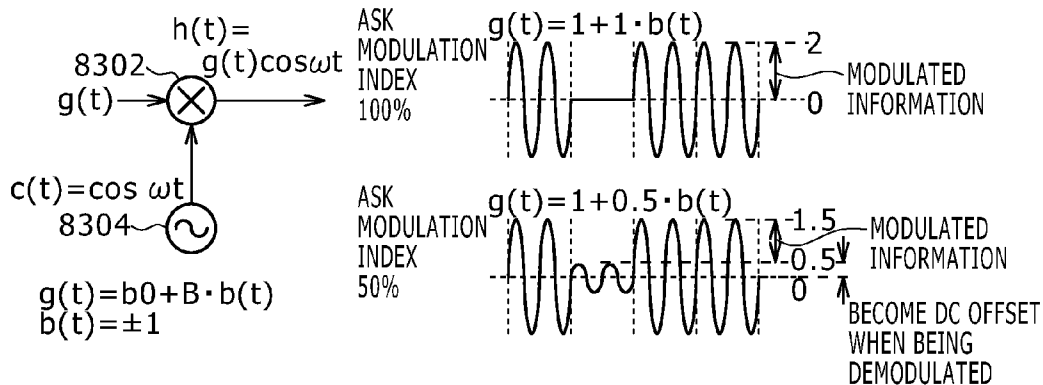 h(t)=
g(t)cosωt
8302
g(t)
c(t)=cos ωt
8304
g(t)=b0+B·b(t)
b(t)=±1
ASK
MODULATION
INDEX
100%
g(t)=1+1·b(t)
2
0
MODULATED
INFORMATION
ASK
MODULATION
INDEX
50%
g(t)=1+0.5·b(t)
1.5
0.5
0
MODULATED
INFORMATION
BECOME DC OFFSET
WHEN BEING
DEMODULATED